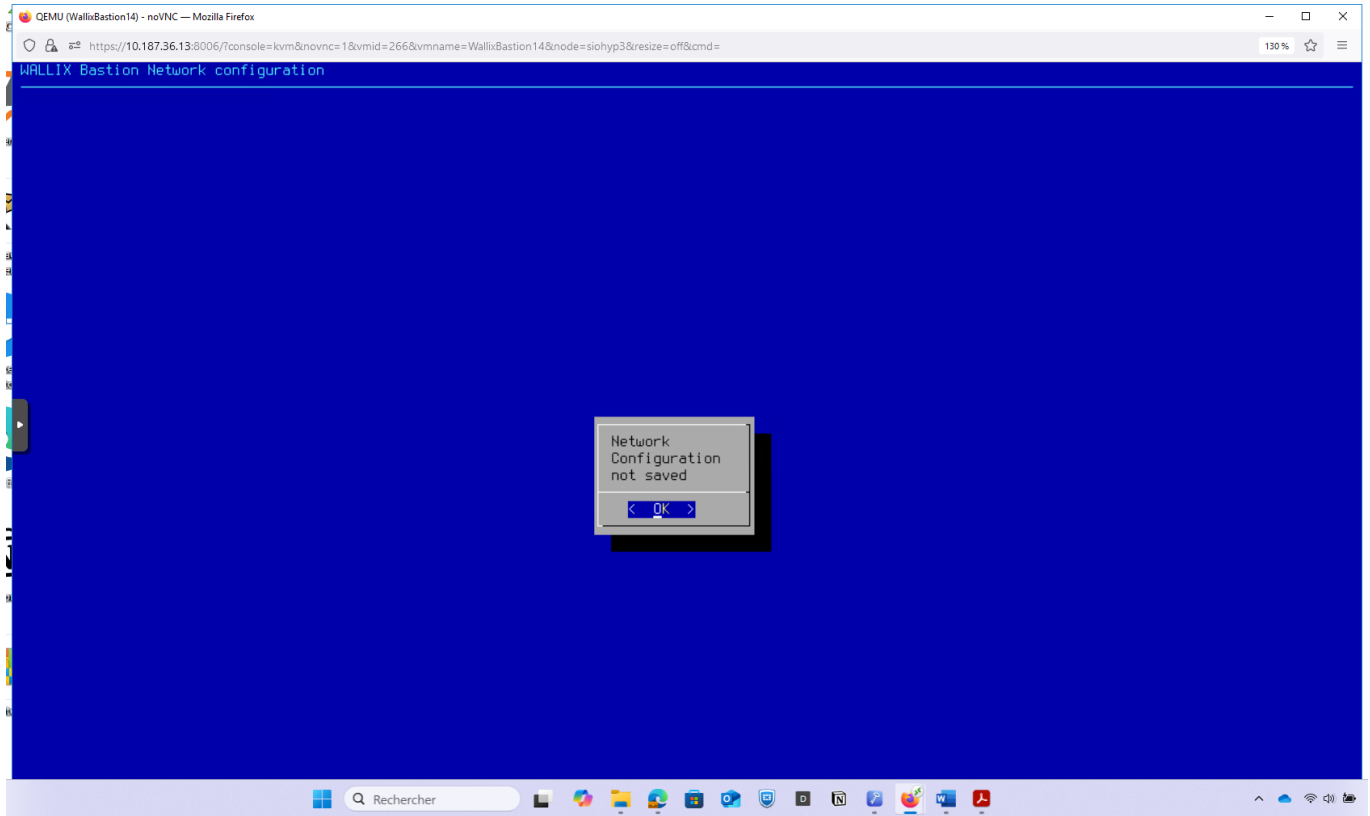 QEMU (WallixBastion14) - noVNC — Mozilla Firefox
https://10.187.36.13:8006/?console=kvm&novnc=1&vmid=266&vmname=WallixBastion14&node=siohyp3&resize=off&cmd=
130 %
WALLIX Bastion Network configuration
Network
Configuration
not saved
< OK >
Rechercher